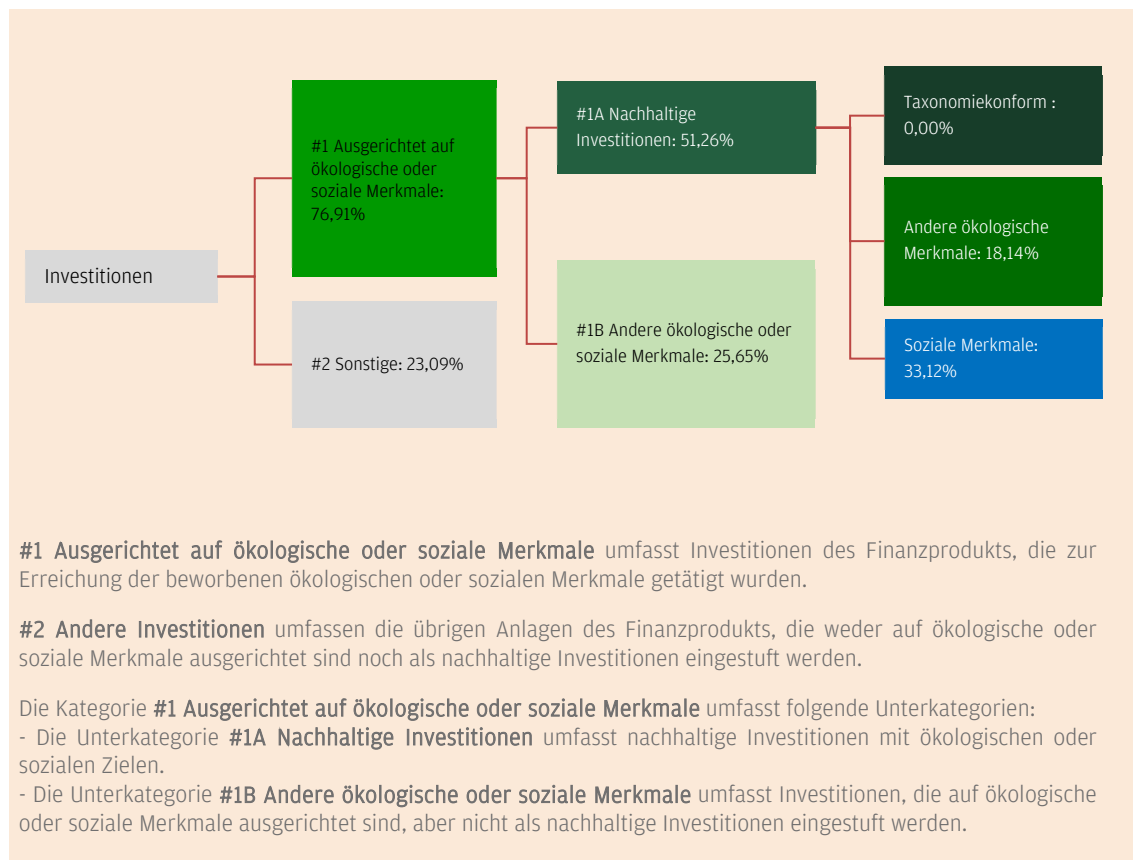 Investitionen
#1 Ausgerichtet auf
ökologische oder
soziale Merkmale:
76,91%
#2 Sonstige: 23,09%
#1A Nachhaltige
Investitionen: 51,26%
#1B Andere ökologische oder
soziale Merkmale: 25,65%
Taxonomiekonform :
0,00%
Andere ökologische
Merkmale: 18,14%
Soziale Merkmale:
33,12%
#1 Ausgerichtet auf ökologische oder soziale Merkmale umfasst Investitionen des Finanzprodukts, die zur
Erreichung der beworbenen ökologischen oder sozialen Merkmale getätigt wurden.
#2 Andere Investitionen umfassen die übrigen Anlagen des Finanzprodukts, die weder auf ökologische oder
soziale Merkmale ausgerichtet sind noch als nachhaltige Investitionen eingestuft werden.
Die Kategorie #1 Ausgerichtet auf ökologische oder soziale Merkmale umfasst folgende Unterkategorien:
- Die Unterkategorie #1A Nachhaltige Investitionen umfasst nachhaltige Investitionen mit ökologischen oder
sozialen Zielen.
- Die Unterkategorie #1B Andere ökologische oder soziale Merkmale umfasst Investitionen, die auf ökologische
oder soziale Merkmale ausgerichtet sind, aber nicht als nachhaltige Investitionen eingestuft werden.